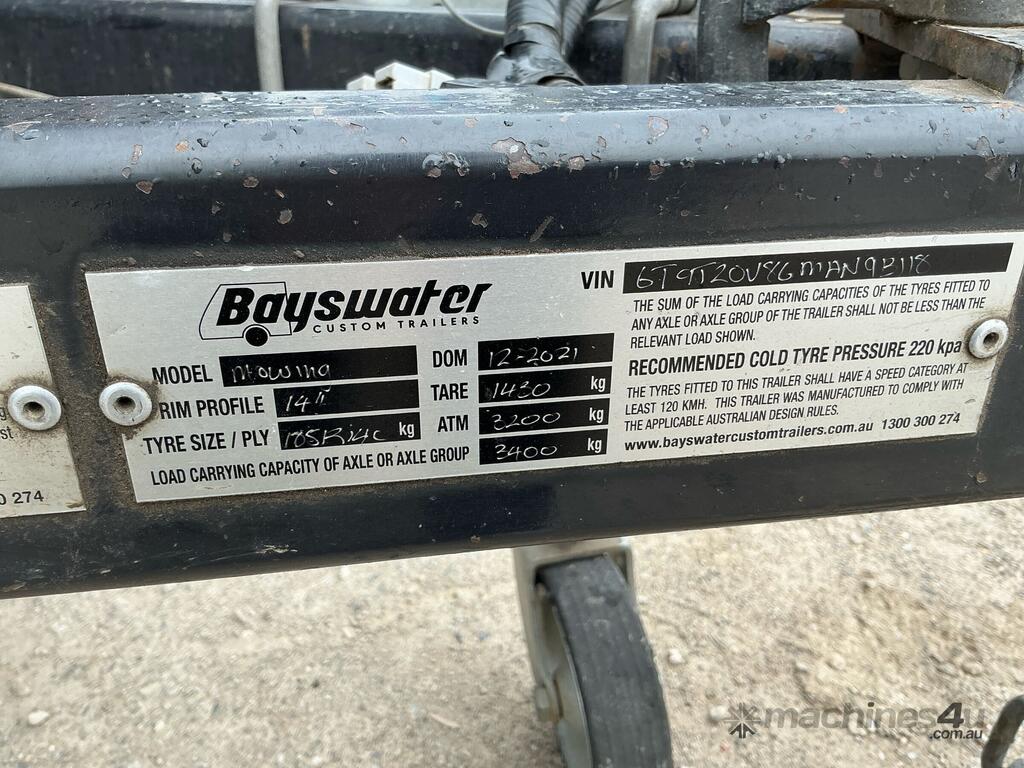 Bayswater
CUSTOM TRAILERS
MODEL mowing
RIM PROFILE 14"
TYRE SIZE / PLY 185R14C kg
LOAD CARRYING CAPACITY OF AXLE OR AXLE GROUP 3400
DOM 12-2021
TARE 1430 kg
ATM 3200 kg
VIN 6T9T20V86MAN93118
THE SUM OF THE LOAD CARRYING CAPACITIES OF THE TYRES FITTED TO
ANY AXLE OR AXLE GROUP OF THE TRAILER SHALL NOT BE LESS THAN THE
RELEVANT LOAD SHOWN.
RECOMMENDED COLD TYRE PRESSURE 220 kpa
THE TYRES FITTED TO THIS TRAILER SHALL HAVE A SPEED CATEGORY AT
LEAST 120 KMH. THIS TRAILER WAS MANUFACTURED TO COMPLY WITH
THE APPLICABLE AUSTRALIAN DESIGN RULES.
www.bayswatercustomtrailers.com.au 1300 300 274
0 274
machines4u
.com.au